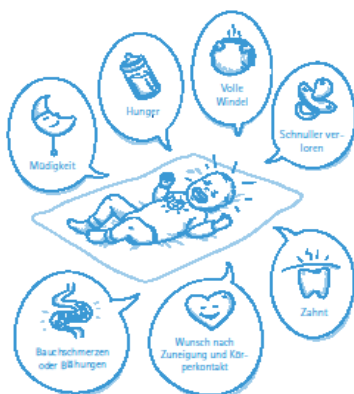 Hunger
Volle
Windel
Müdigkeit
Schnuller ver-
loren
Zahnt
Bauchschmerzen
oder Blähungen
Wunsch nach
Zuneigung und Kör-
perkontakt